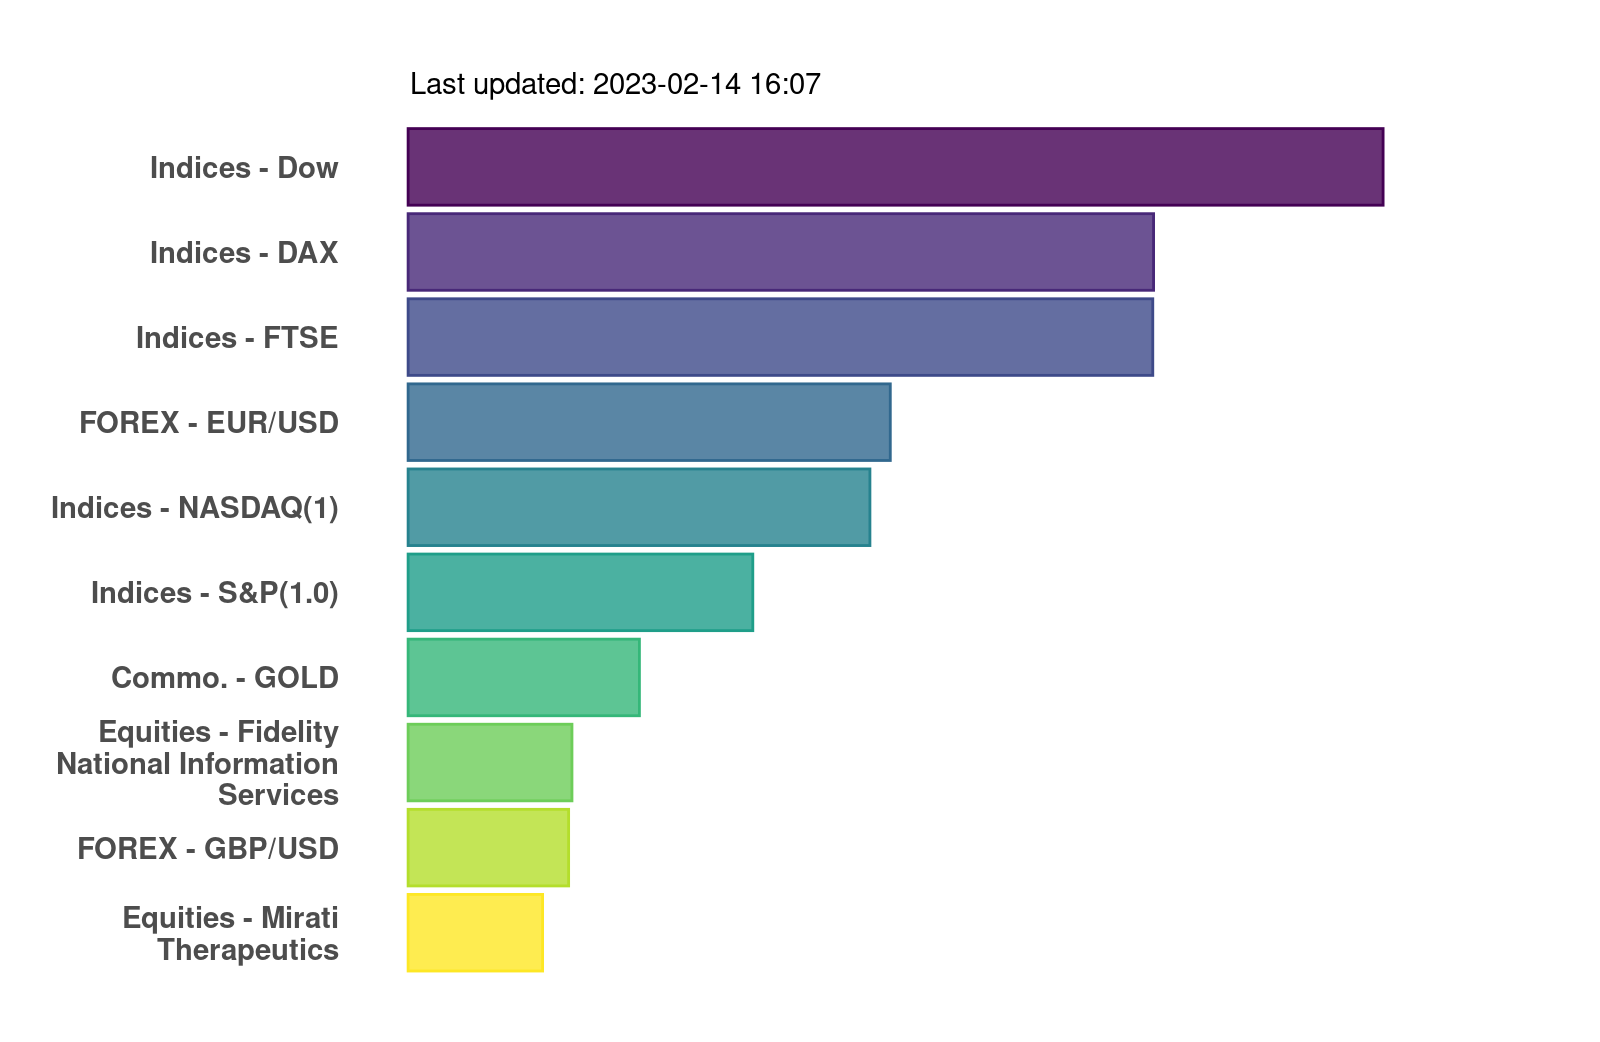 Last updated: 2023-02-14 16:07
Indices - Dow
Indices - DAX
Indices - FTSE
FOREX - EUR/USD
Indices - NASDAQ(1)
Indices - S&P(1.0)
Commo. - GOLD
Equities - Fidelity
National Information
Services
FOREX - GBP/USD
Equities - Mirati
Therapeutics